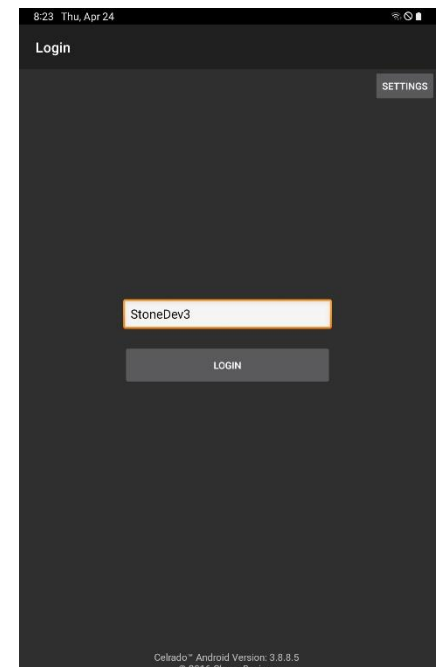 8:23 Thu, Apr 24
Login
SETTINGS
StoneDev3
LOGIN
Celrado™ Android Version: 3.8.8.5